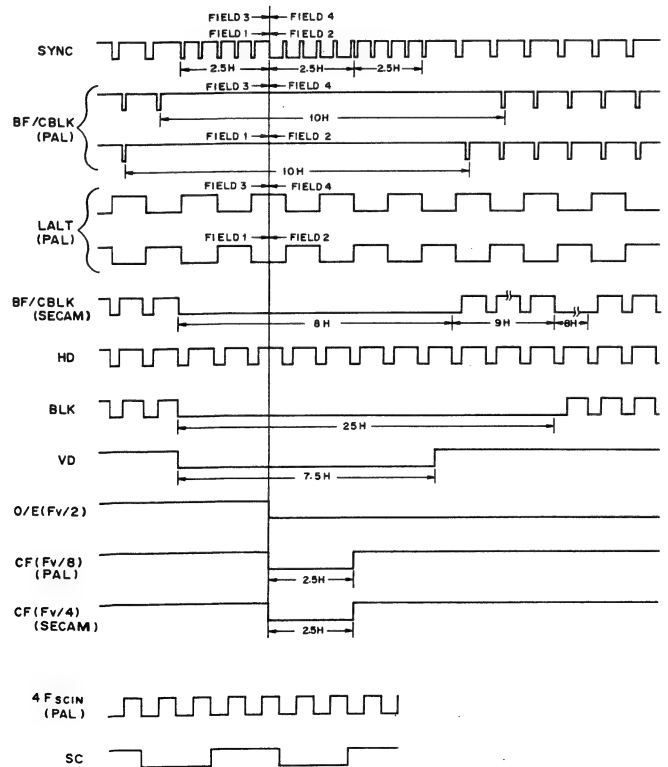 FIELD 3 FIELD 4
FIELD 1 FIELD 2
SYNC
2.5H 2.5H 2.5H
FIELD 3 FIELD 4
10H
BF/CBLK
(PAL)
FIELD 1 FIELD 2
10H
FIELD 3 FIELD 4
LALT
(PAL)
FIELD 1 FIELD 2
BF/CBLK
(SECAM)
8H 9H 8H
HD
BLK
25H
VD
7.5H
O/E(Fv/2)
CF(Fv/8)
(PAL)
2.5H
CF(Fv/4)
(SECAM)
2.5H
4FSCIN
(PAL)
SC